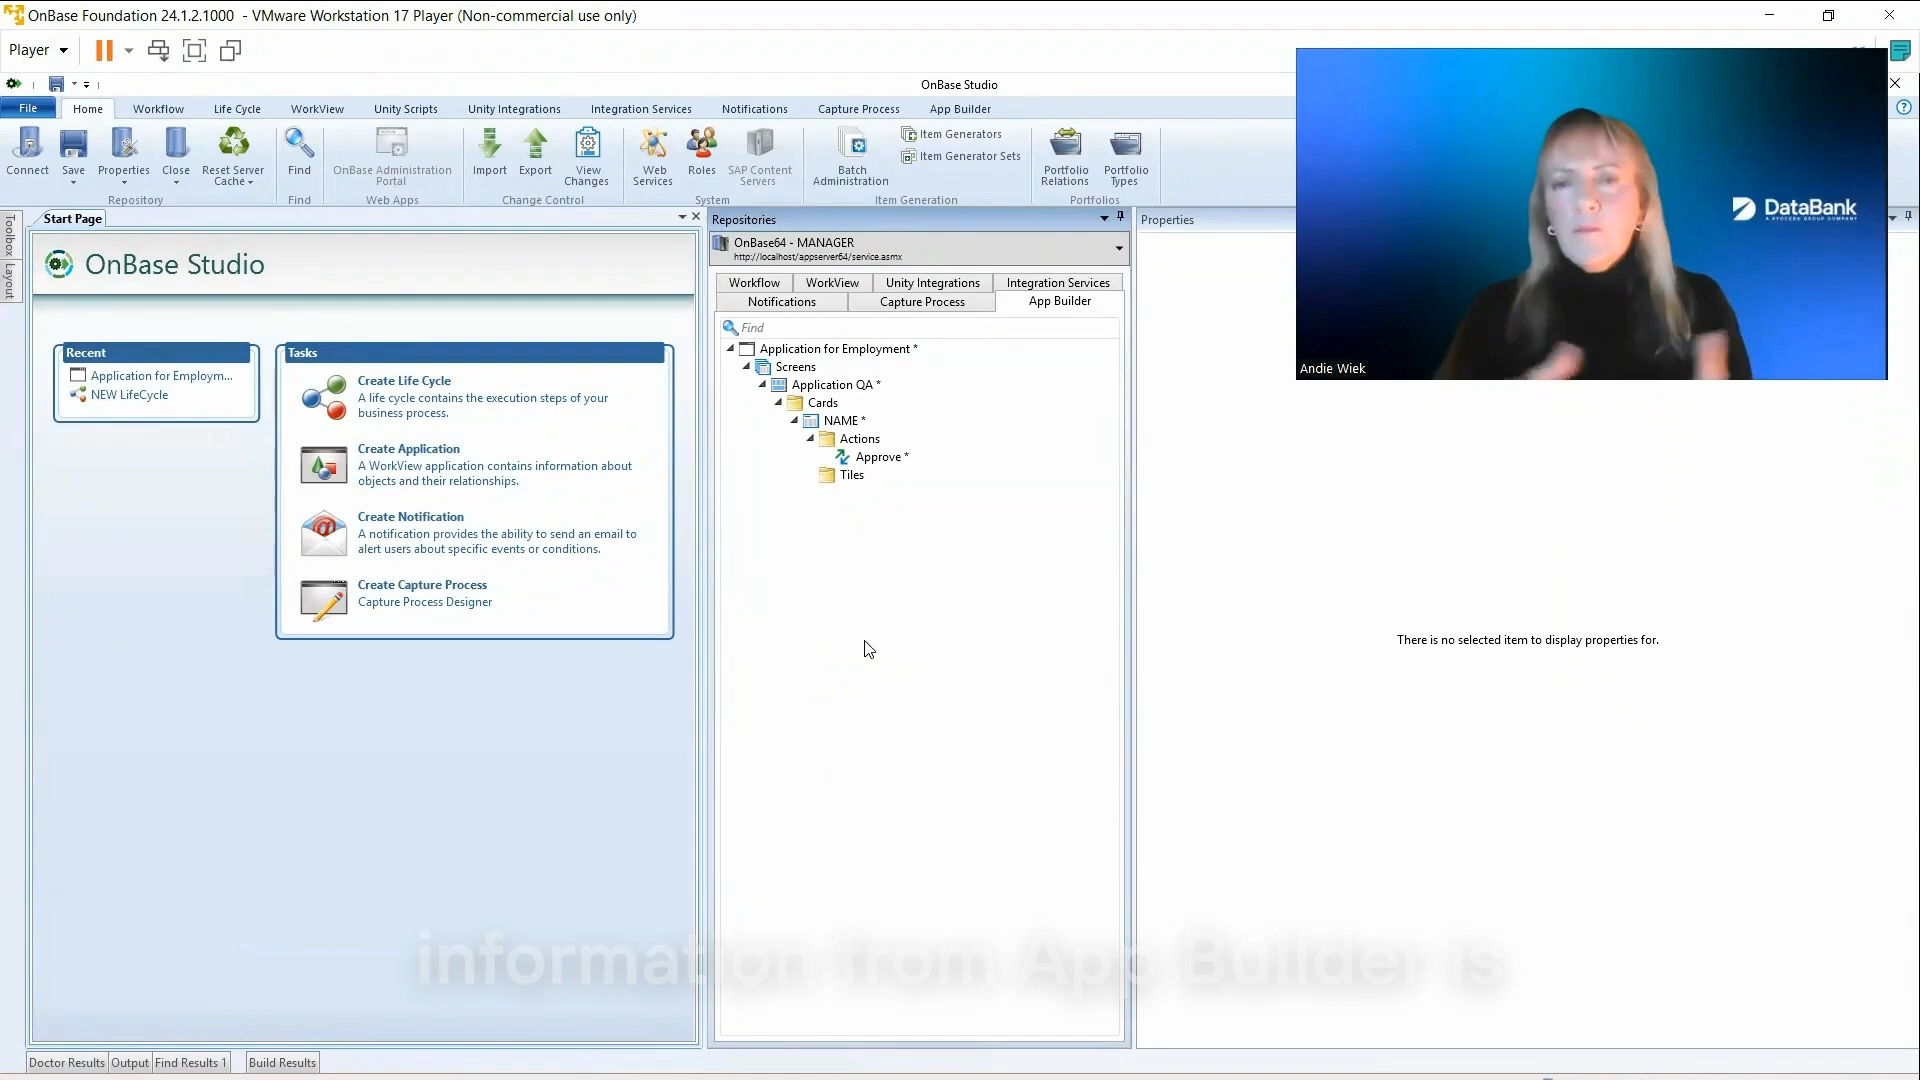 OnBase Foundation 24.1.2.1000 - VMware Workstation 17 Player (Non-commercial use only)
Player
OnBase Studio
File
Home
Workflow
Life Cycle
WorkView
Unity Scripts
Unity Integrations
Integration Services
Notifications
Capture Process
App Builder
Connect
Save
Properties
Close
Reset Server
Cache
Repository
Find
Find
OnBase Administration
Portal
Web Apps
Import
Export
View
Changes
Change Control
Web
Services
Roles
SAP Content
Servers
System
Batch
Administration
Item Generators
Item Generator Sets
Item Generation
Portfolio
Relations
Portfolio
Types
Portfolios
Toolbox
Layout
Start Page
OnBase Studio
Recent
Application for Employm...
NEW LifeCycle
Tasks
Create Life Cycle
A life cycle contains the execution steps of your
business process.
Create Application
A WorkView application contains information about
objects and their relationships.
Create Notification
A notification provides the ability to send an email to
alert users about specific events or conditions.
Create Capture Process
Capture Process Designer
Repositories
OnBase64 - MANAGER
http://localhost/appserver64/service.asmx
Workflow
WorkView
Unity Integrations
Integration Services
Notifications
Capture Process
App Builder
Find
Application for Employment *
Screens
Application QA *
Cards
NAME *
Actions
Approve *
Tiles
Properties
There is no selected item to display properties for.
DataBank
A KYOCERA GROUP COMPANY
Andie Wiek
information from App Builder is
Doctor Results
Output
Find Results 1
Build Results